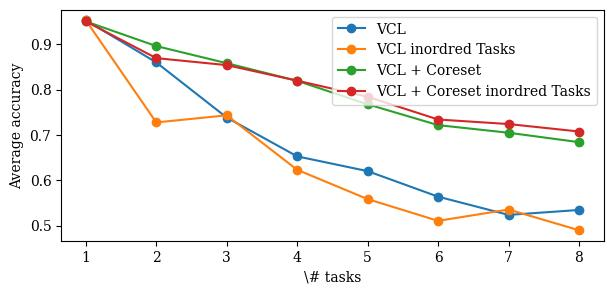 VCL
VCL inordred Tasks
VCL + Coreset
VCL + Coreset inordred Tasks
Average accuracy
0.9
0.8
0.7
0.6
0.5
1 2 3 4 5 6 7 8
\# tasks